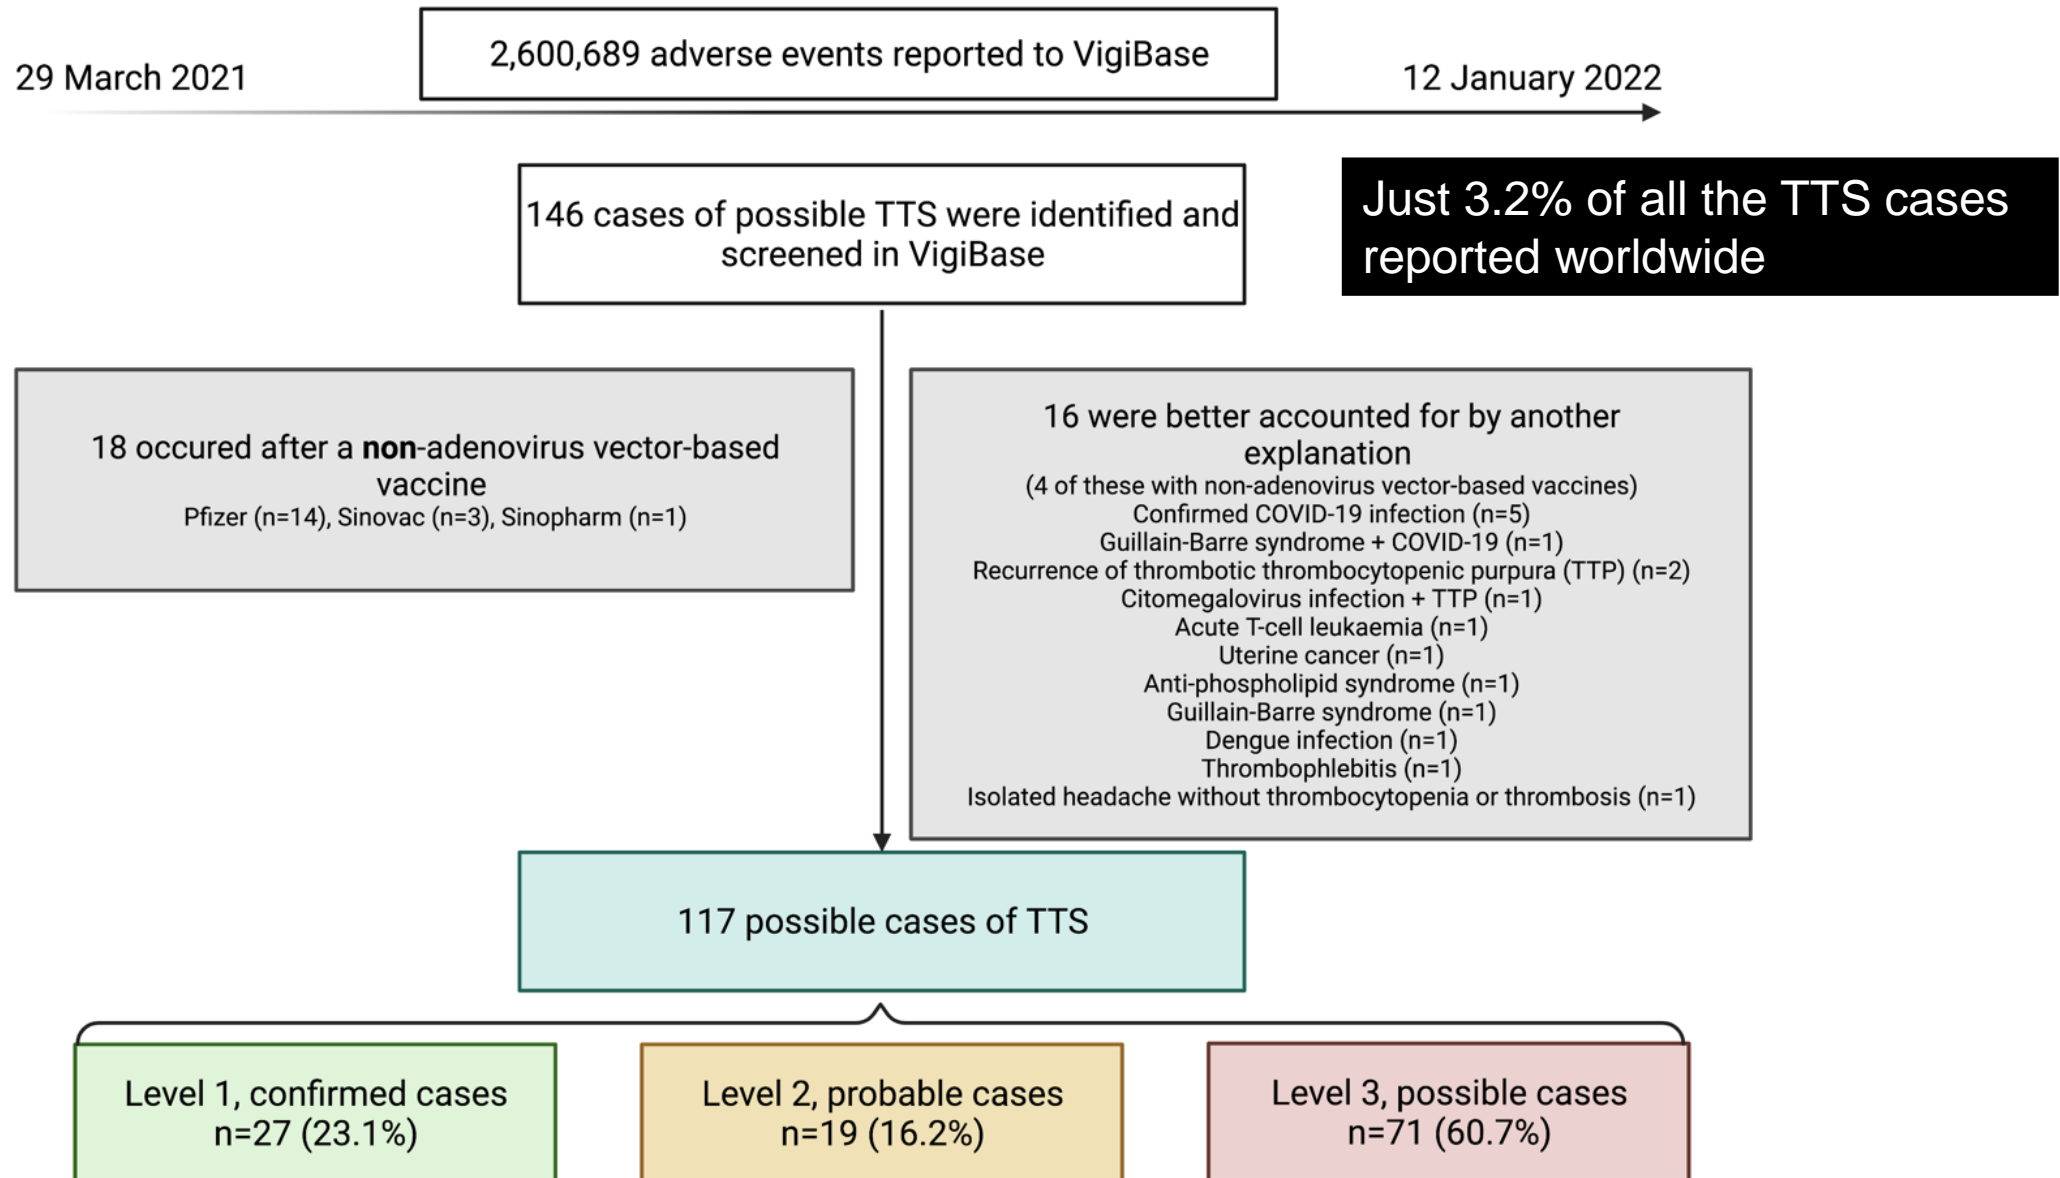 2,600,689 adverse events reported to VigiBase
29 March 2021
12 January 2022
146 cases of possible TTS were identified and
screened in VigiBase
Just 3.2% of all the TTS cases
reported worldwide
18 occured after a non-adenovirus vector-based
vaccine
Pfizer (n=14), Sinovac (n=3), Sinopharm (n=1)
16 were better accounted for by another
explanation
(4 of these with non-adenovirus vector-based vaccines)
Confirmed COVID-19 infection (n=5)
Guillain-Barre syndrome + COVID-19 (n=1)
Recurrence of thrombotic thrombocytopenic purpura (TTP) (n=2)
Citomegalovirus infection + TTP (n=1)
Acute T-cell leukaemia (n=1)
Uterine cancer (n=1)
Anti-phospholipid syndrome (n=1)
Guillain-Barre syndrome (n=1)
Dengue infection (n=1)
Thrombophlebitis (n=1)
Isolated headache without thrombocytopenia or thrombosis (n=1)
117 possible cases of TTS
Level 1, confirmed cases
n=27 (23.1%)
Level 2, probable cases
n=19 (16.2%)
Level 3, possible cases
n=71 (60.7%)